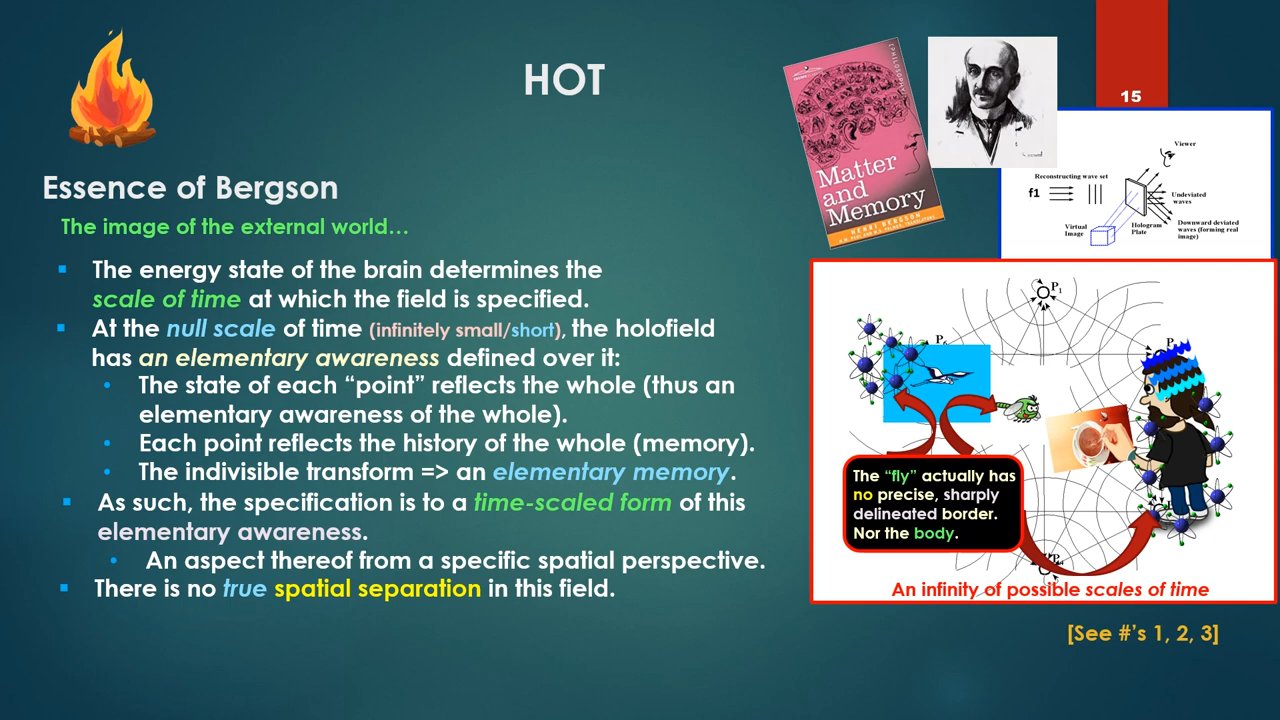 HOT
15
Essence of Bergson
The image of the external world…
The energy state of the brain determines the
scale of time at which the field is specified.
At the null scale of time (infinitely small/short), the holofield
has an elementary awareness defined over it:
The state of each “point” reflects the whole (thus an
elementary awareness of the whole).
Each point reflects the history of the whole (memory).
The indivisible transform => an elementary memory.
As such, the specification is to a time-scaled form of this
elementary awareness.
An aspect thereof from a specific spatial perspective.
There is no true spatial separation in this field.
PHILOSOPHY
Matter
and
Memory
HENRI BERGSON
Viewer
Reconstructing wave set
f1
Undeviated
waves
Virtual
Image
Hologram
Plate
Downward deviated
waves (forming real
image)
P1
The “fly” actually has
no precise, sharply
delineated border.
Nor the body.
An infinity of possible scales of time
[See #’s 1, 2, 3]